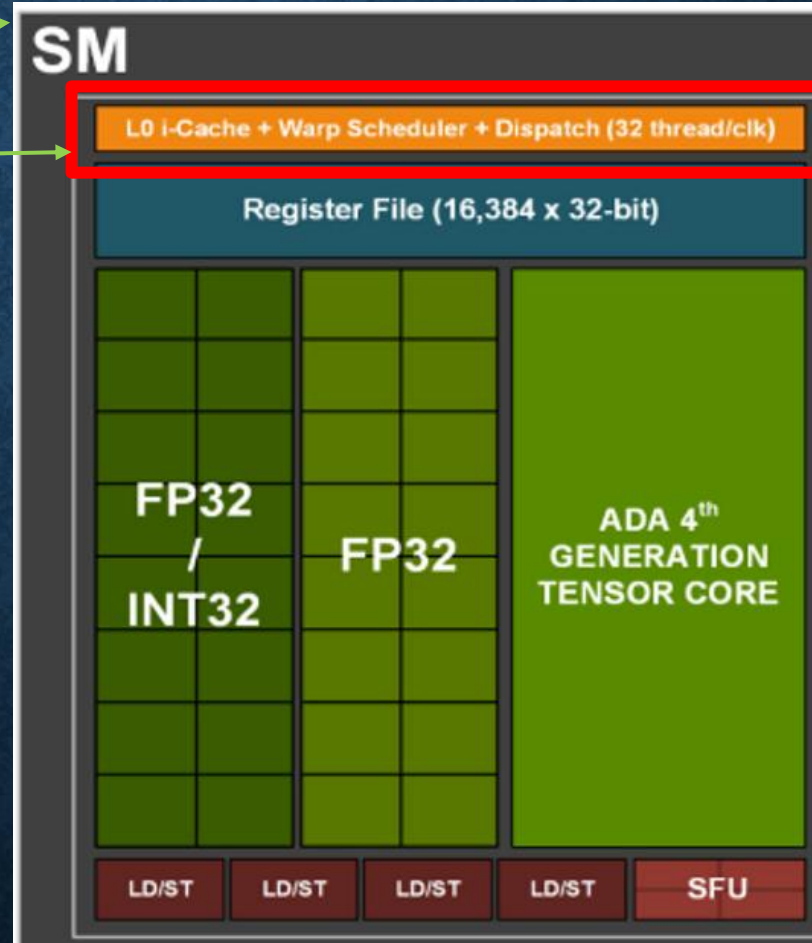 SM
L0 i-Cache + Warp Scheduler + Dispatch (32 thread/clk)
Register File (16,384 x 32-bit)
FP32
/
INT32
FP32
ADA 4th
GENERATION
TENSOR CORE
LD/ST
LD/ST
LD/ST
LD/ST
SFU